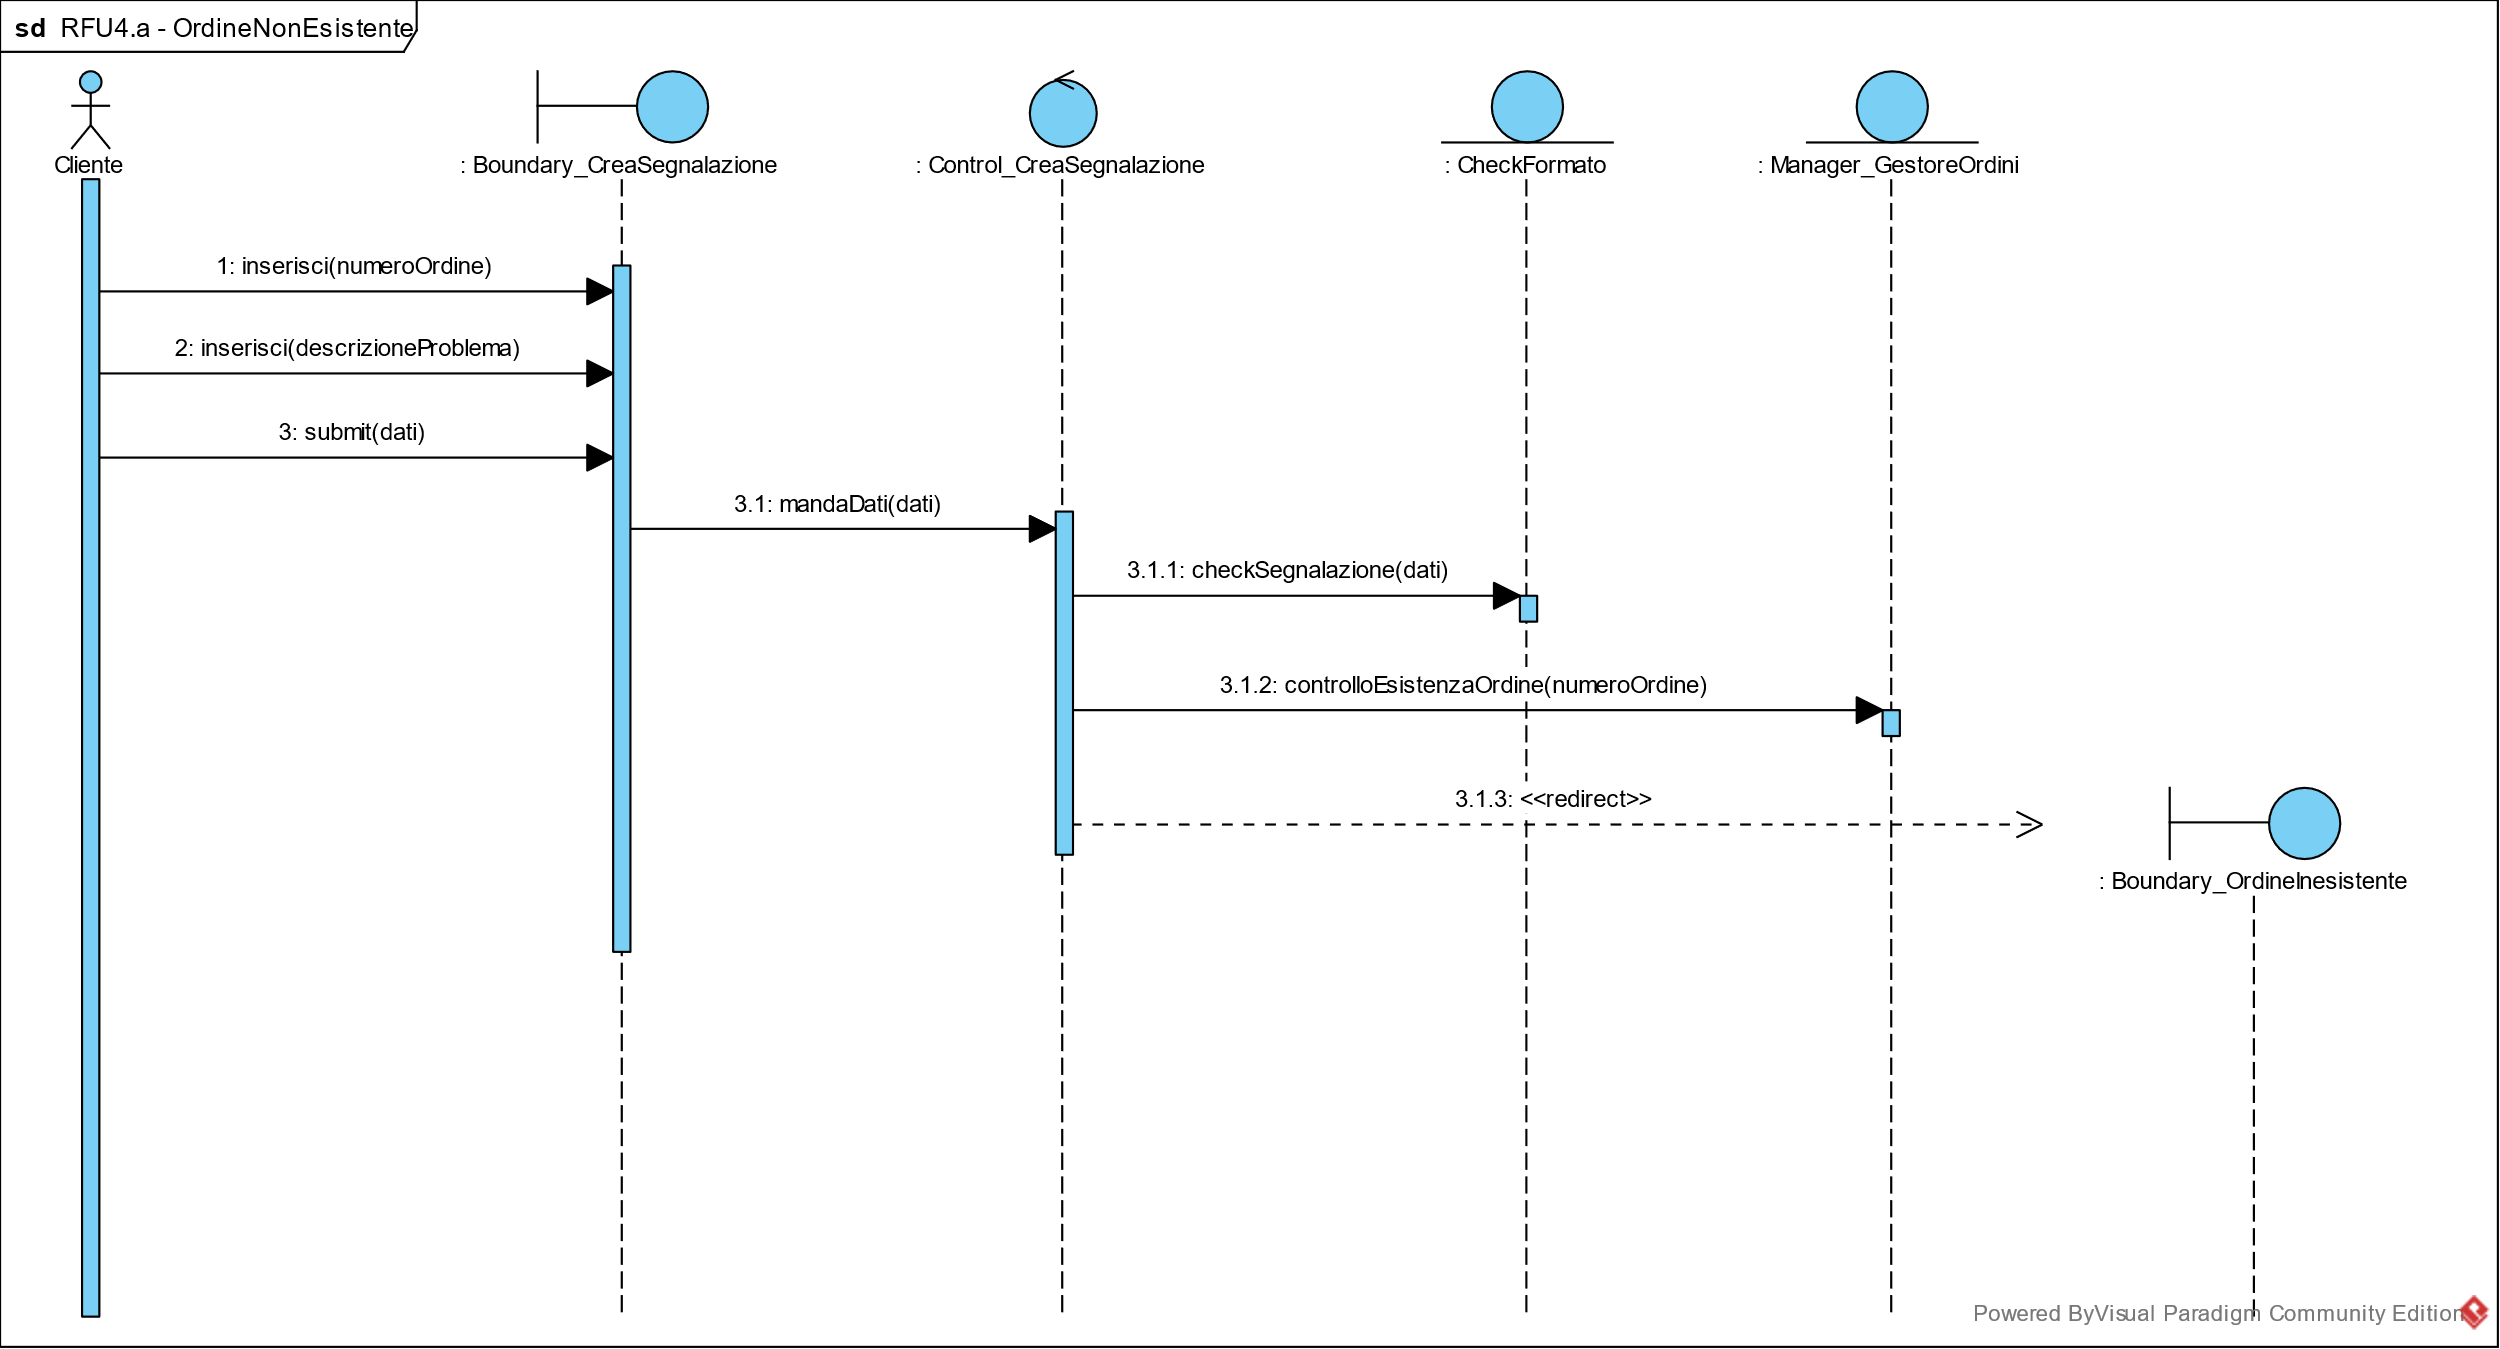 sd RFU4.a - OrdineNonEsistente
Cliente
: Boundary_CreaSegnalazione
: Control_CreaSegnalazione
: CheckFormato
: Manager_GestoreOrdini
1: inserisci(numeroOrdine)
2: inserisci(descrizioneProblema)
3: submit(dati)
3.1: mandaDati(dati)
3.1.1: checkSegnalazione(dati)
3.1.2: controlloEsistenzaOrdine(numeroOrdine)
3.1.3: <<redirect>>
: Boundary_OrdineInesistente
Powered ByVisual Paradigm Community Edition